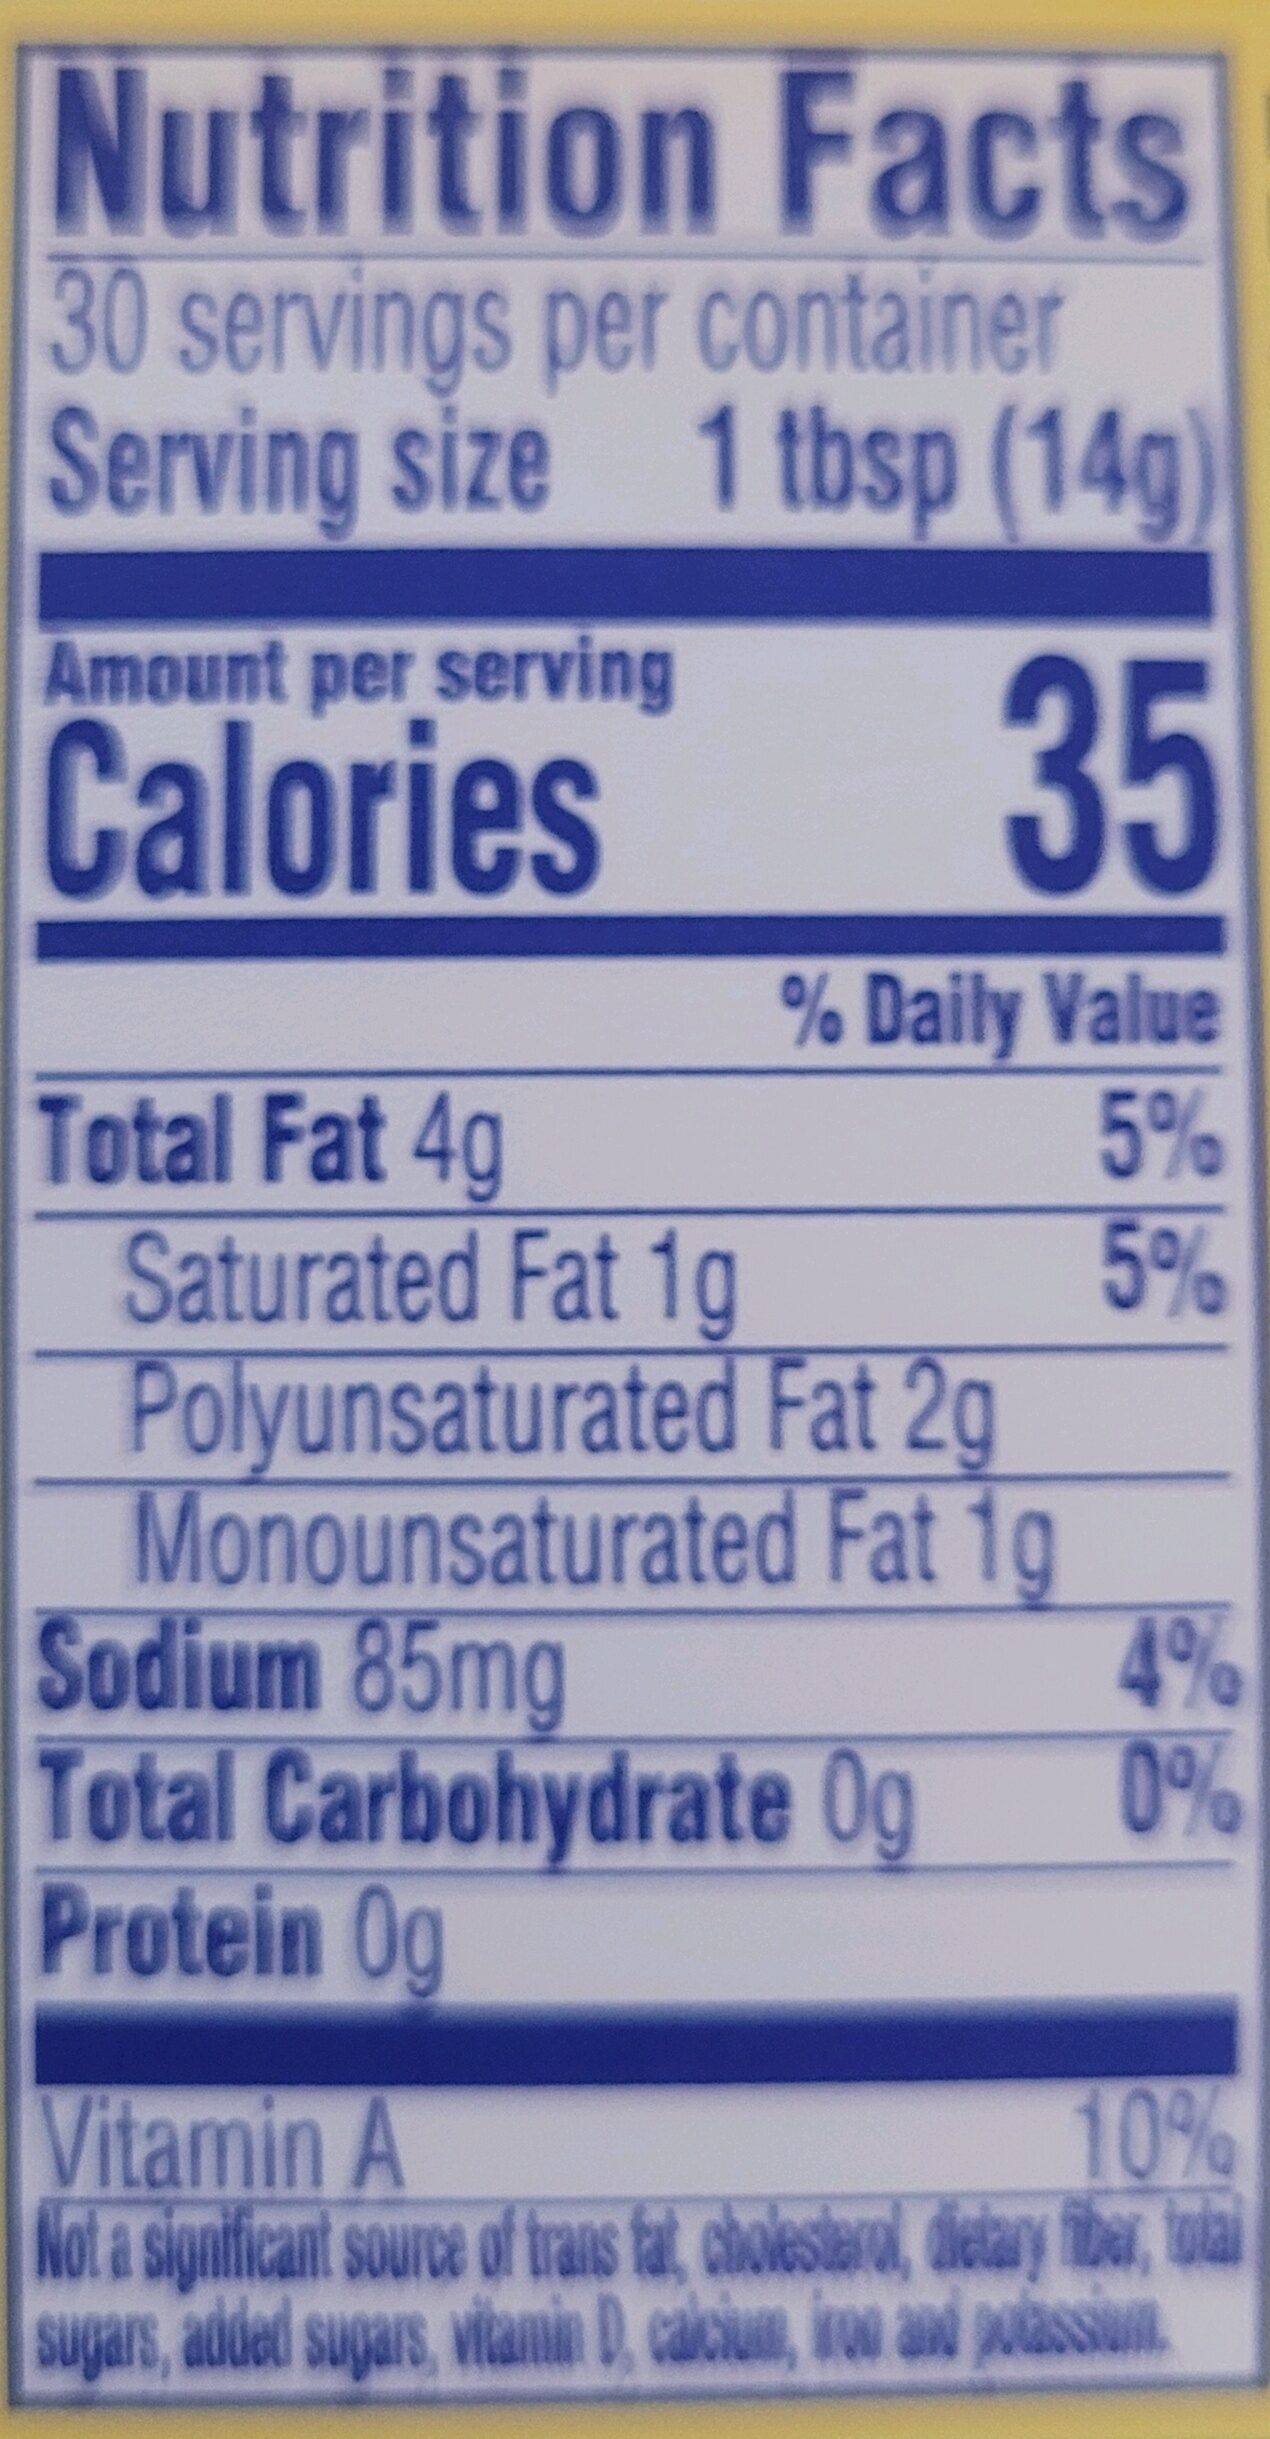 Nutrition Facts
30 servings per container
Serving size 1 tbsp (14g)
Amount per serving
Calories 35
% Daily Value
Total Fat 4g 5%
Saturated Fat 1g 5%
Polyunsaturated Fat 2g
Monounsaturated Fat 1g
Sodium 85mg 4%
Total Carbohydrate 0g 0%
Protein 0g
Vitamin A 10%
Not a significant source of trans fat, cholesterol, dietary fiber, total
sugars, added sugars, vitamin D, calcium, iron and potassium.